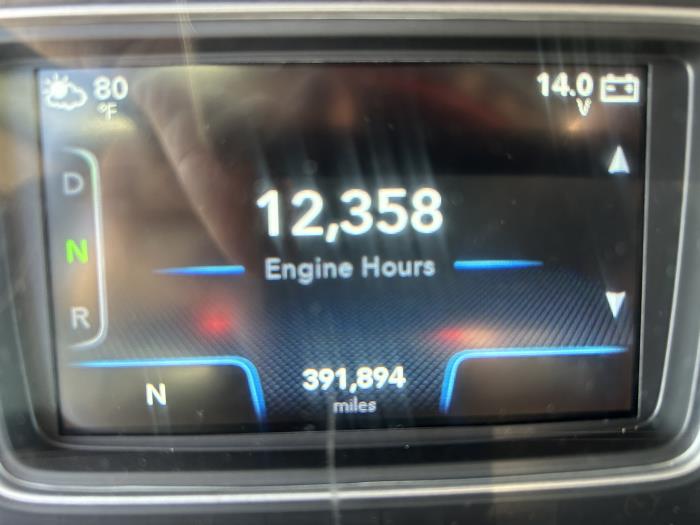 80
°F
14.0
V
D
N
R
12,358
Engine Hours
N
391,894
miles